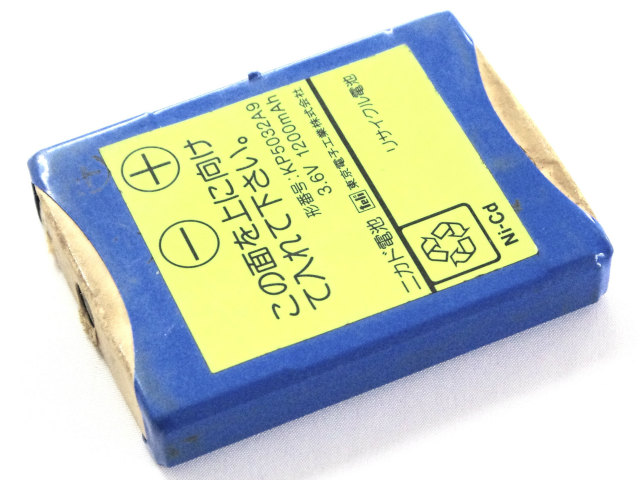 +
−
この面を上に向け
て入れて下さい。
形番号:KP5032A9
3.6V 1200mAh
ニカド電池 teli 東京電子工業株式会社
Ni-Cd
リサイクル電池